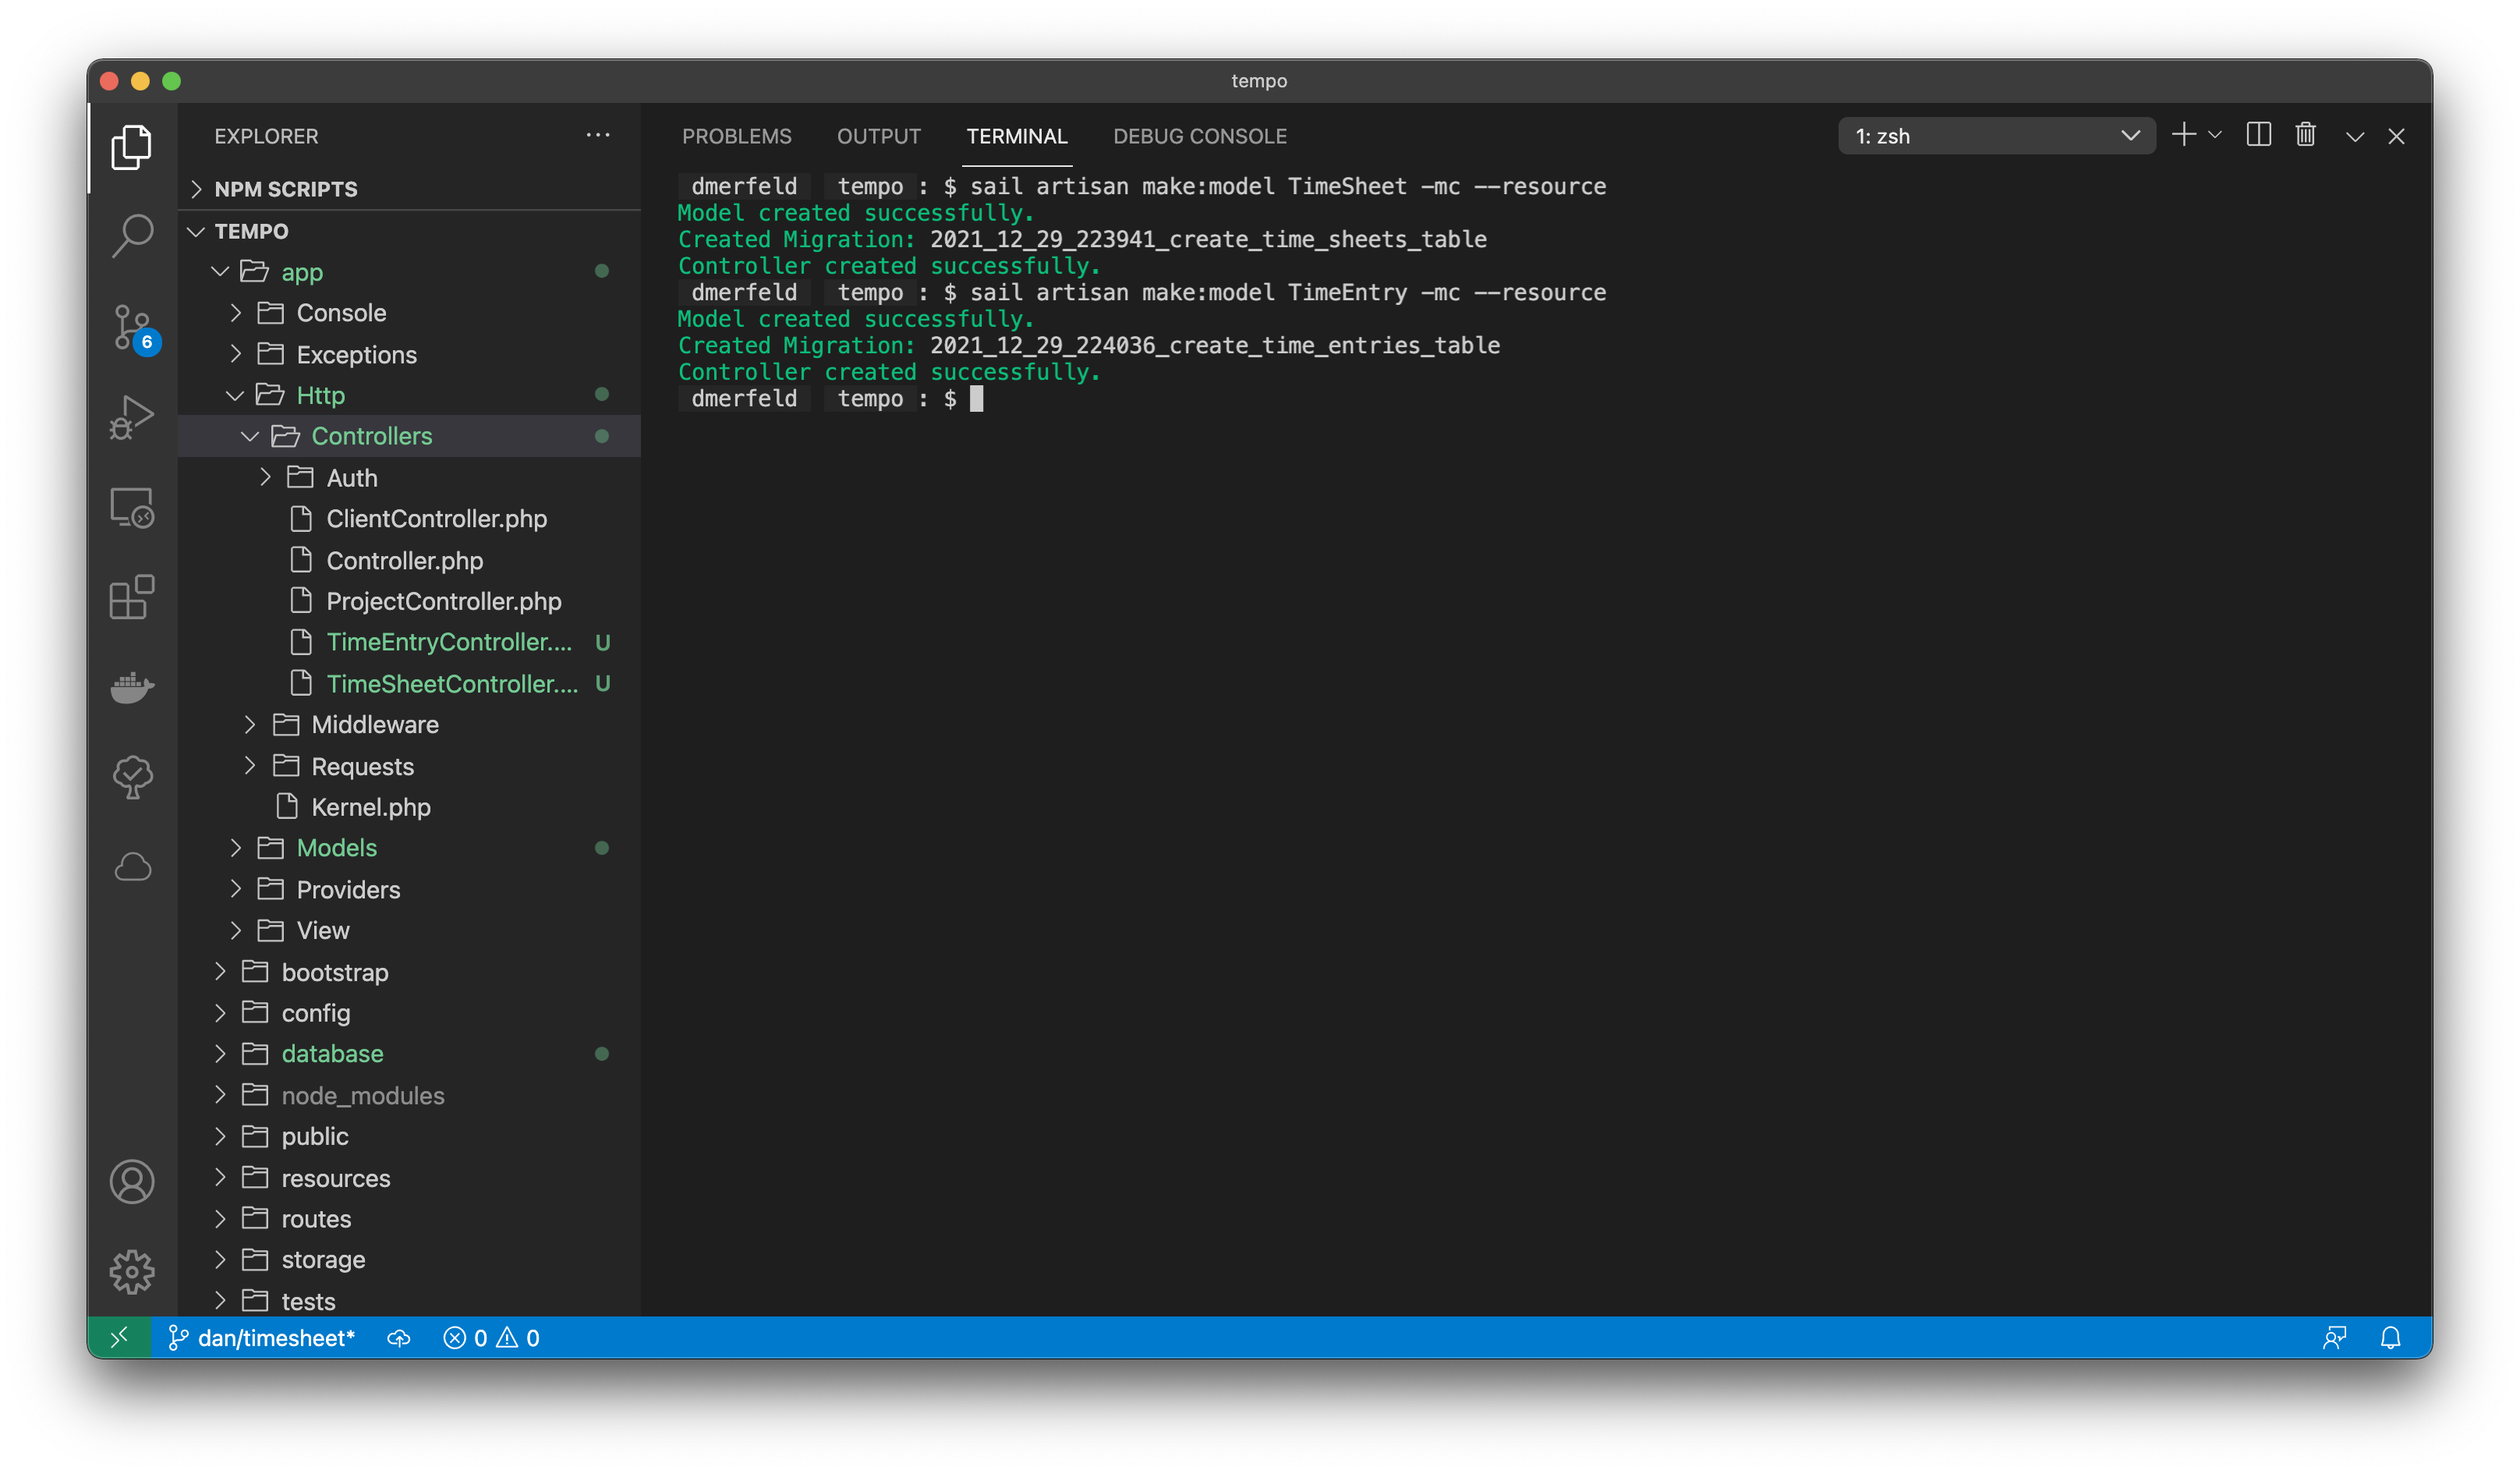 tempo
EXPLORER
NPM SCRIPTS
TEMPO
app
Console
Exceptions
Http
Controllers
Auth
ClientController.php
Controller.php
ProjectController.php
TimeEntryController.... U
TimeSheetController.... U
Middleware
Requests
Kernel.php
Models
Providers
View
bootstrap
config
database
node_modules
public
resources
routes
storage
tests
6
PROBLEMS OUTPUT TERMINAL DEBUG CONSOLE 1: zsh
dmerfeld tempo : $ sail artisan make:model TimeSheet -mc --resource
Model created successfully.
Created Migration: 2021_12_29_223941_create_time_sheets_table
Controller created successfully.
dmerfeld tempo : $ sail artisan make:model TimeEntry -mc --resource
Model created successfully.
Created Migration: 2021_12_29_224036_create_time_entries_table
Controller created successfully.
dmerfeld tempo : $
dan/timesheet* 0 0